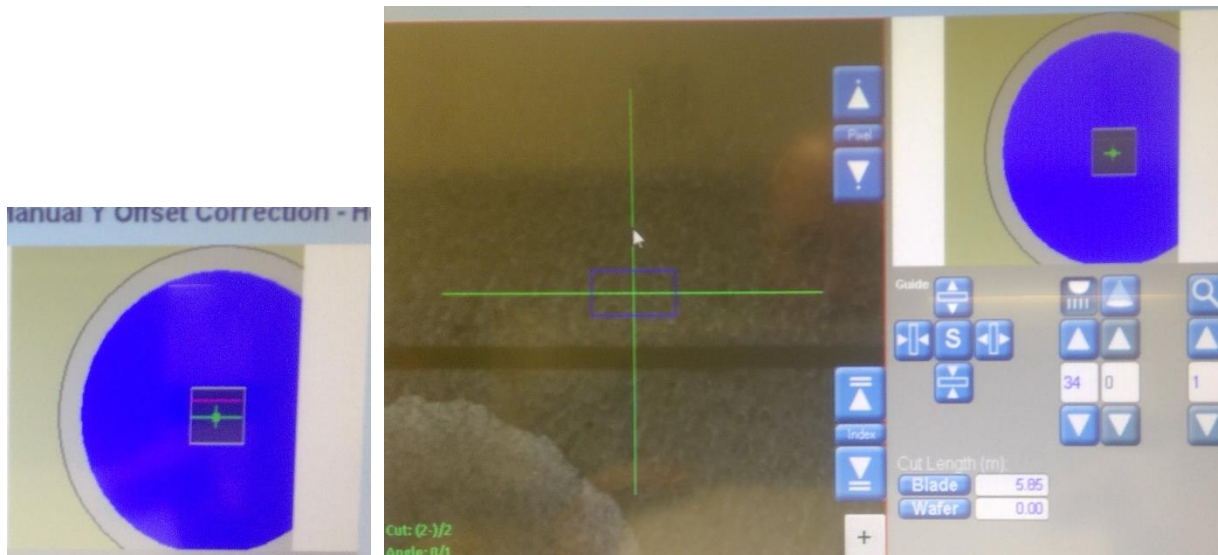 Manual Y Offset Correction - H
Pixel
Guide
S
34
0
1
Index
Cut Length (m):
Blade 5.85
Wafer 0.00
Cut: (2-)/2
Angle: 0/1
+